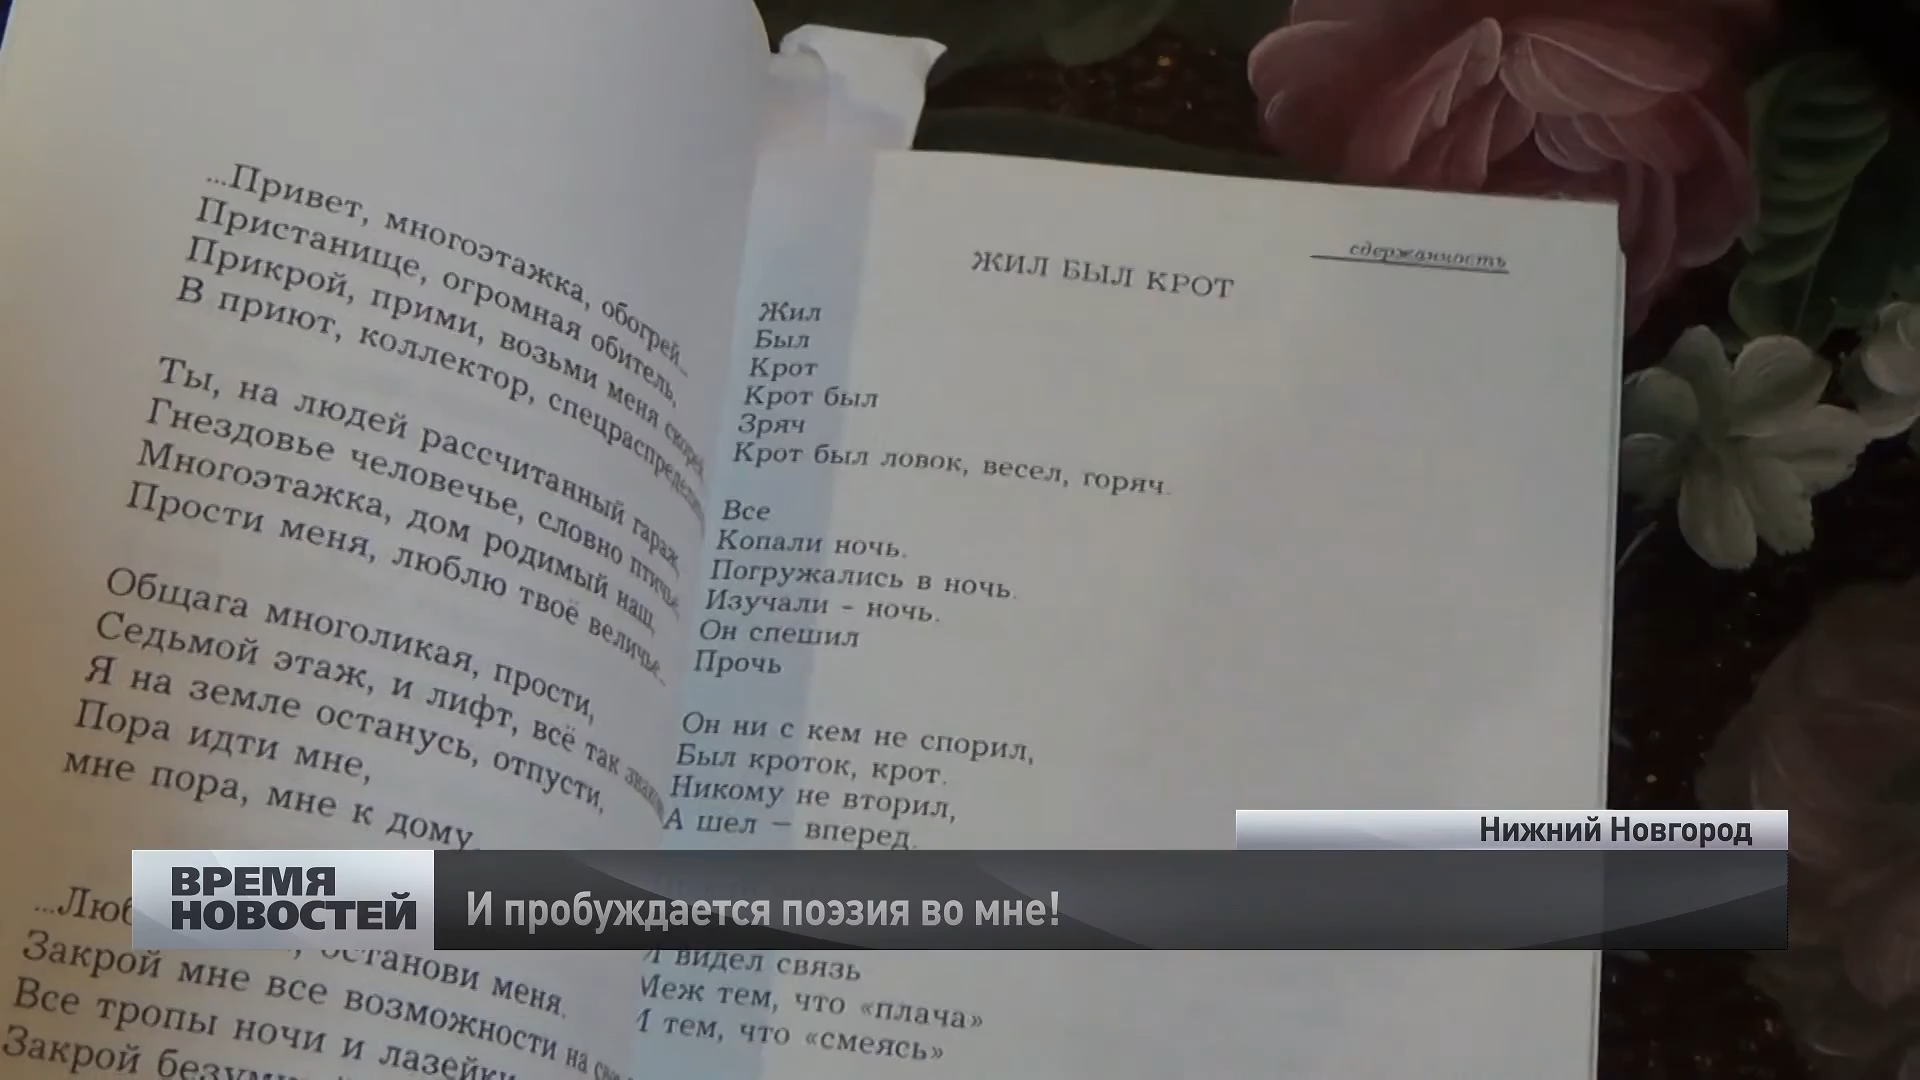 ...Привет, многоэтажка, обогрей...
Пристанище, огромная обитель,
Прикрой, прими, возьми меня скорей
В приют, коллектор,
Ты, на людей рассчитанный гараж,
Гнездовье человечье, словно птичье,
Многоэтажка, дом родимый наш,
Прости меня, люблю твоё величье...
Общага многоликая, прости,
Седьмой этаж, и лифт, всё так
Я на земле останусь, отпусти,
Пора идти мне,
мне пора, мне к дому.
останови меня.
Закрой мне все возможности на
Все тропы ночи и лазейки
Закрой
сдержанность
ЖИЛ БЫЛ КРОТ
Жил
Был
Крот
Крот был
Зряч
Крот был ловок, весел, горяч.
Все
Копали ночь.
Погружались в ночь.
Изучали - ночь.
Он спешил
Прочь
Он ни с кем не спорил,
Был кроток, крот.
Никому не вторил,
А шел – вперед.
Я видел связь
Меж тем, что «плача»
И тем, что «смеясь»
Нижний Новгород
ВРЕМЯ
НОВОСТЕЙ
И пробуждается поэзия во мне!